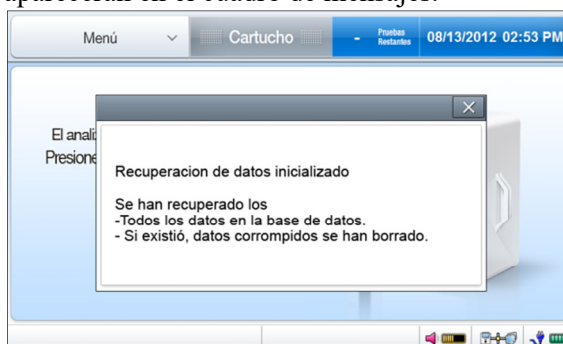 aparecerán en el cuadro de mensajes.
Menú
Cartucho
- Pruebas Restantes
08/13/2012 02:53 PM
El anali
Presione
Recuperacion de datos inicializado
Se han recuperado los
-Todos los datos en la base de datos.
- Si existió, datos corrompidos se han borrado.